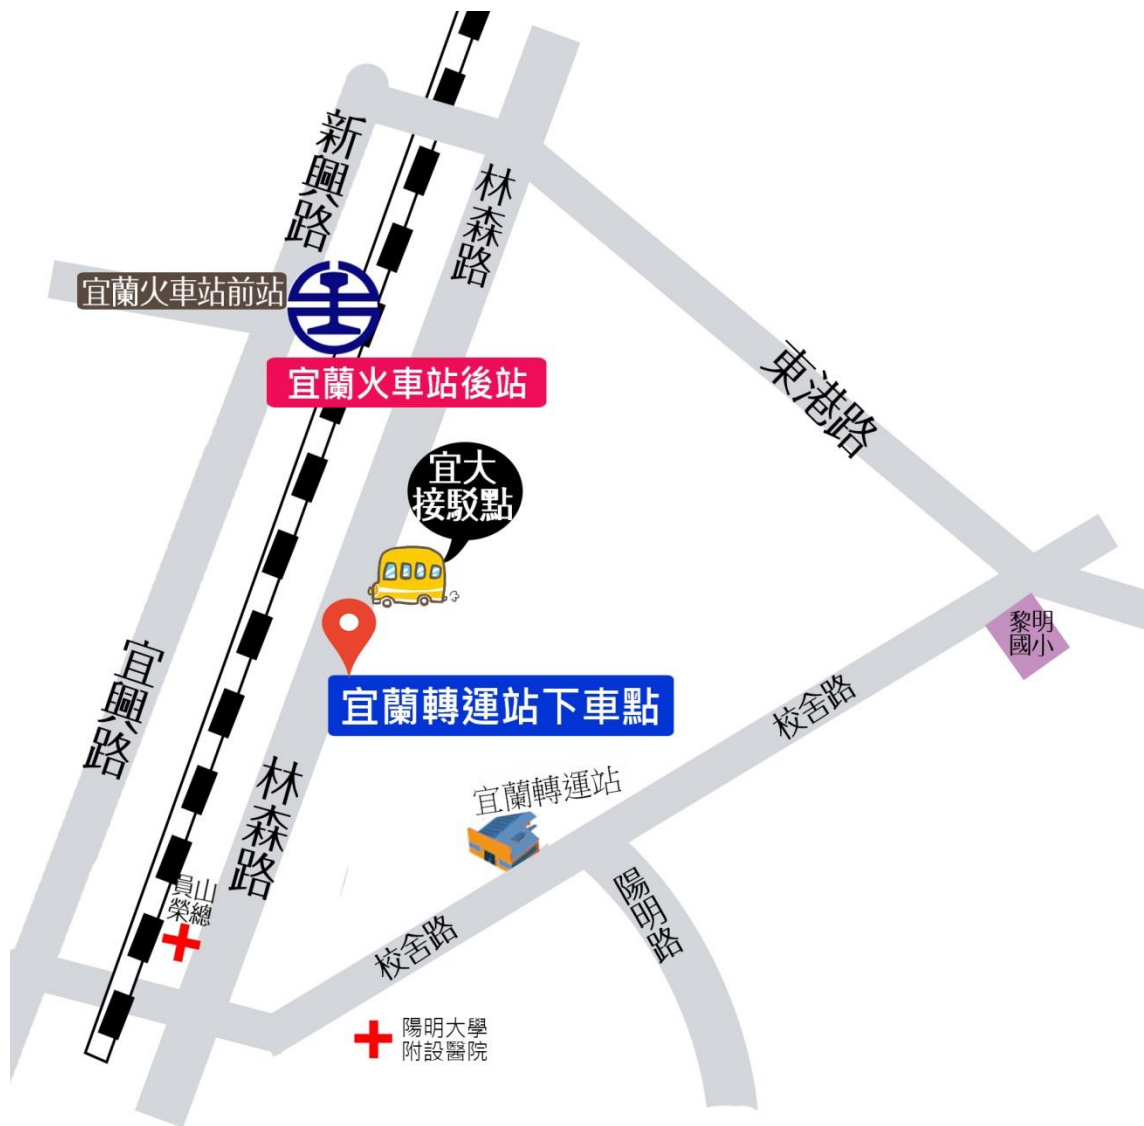 新興路
林森路
宜蘭火車站前站
宜蘭火車站後站
東港路
宜大
接駁點
黎明
國小
宜興路
宜蘭轉運站下車點
校舍路
林森路
宜蘭轉運站
員山
榮總
陽明路
校舍路
陽明大學
附設醫院